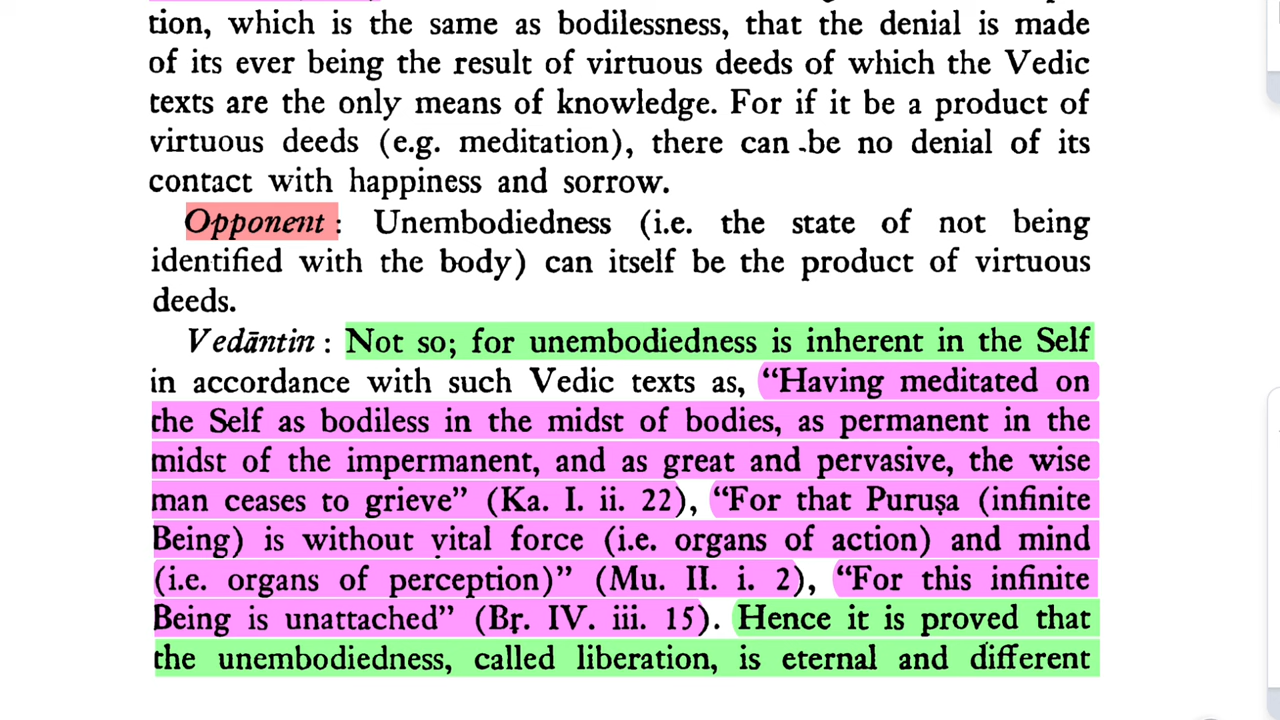 tion, which is the same as bodilessness, that the denial is made
of its ever being the result of virtuous deeds of which the Vedic
texts are the only means of knowledge. For if it be a product of
virtuous deeds (e.g. meditation), there can be no denial of its
contact with happiness and sorrow.
Opponent : Unembodiedness (i.e. the state of not being
identified with the body) can itself be the product of virtuous
deeds.
Vedāntin : Not so; for unembodiedness is inherent in the Self
in accordance with such Vedic texts as, “Having meditated on
the Self as bodiless in the midst of bodies, as permanent in the
midst of the impermanent, and as great and pervasive, the wise
man ceases to grieve” (Ka. I. ii. 22), “For that Puruṣa (infinite
Being) is without vital force (i.e. organs of action) and mind
(i.e. organs of perception)” (Mu. II. i. 2), “For this infinite
Being is unattached” (Bṛ. IV. iii. 15). Hence it is proved that
the unembodiedness, called liberation, is eternal and different